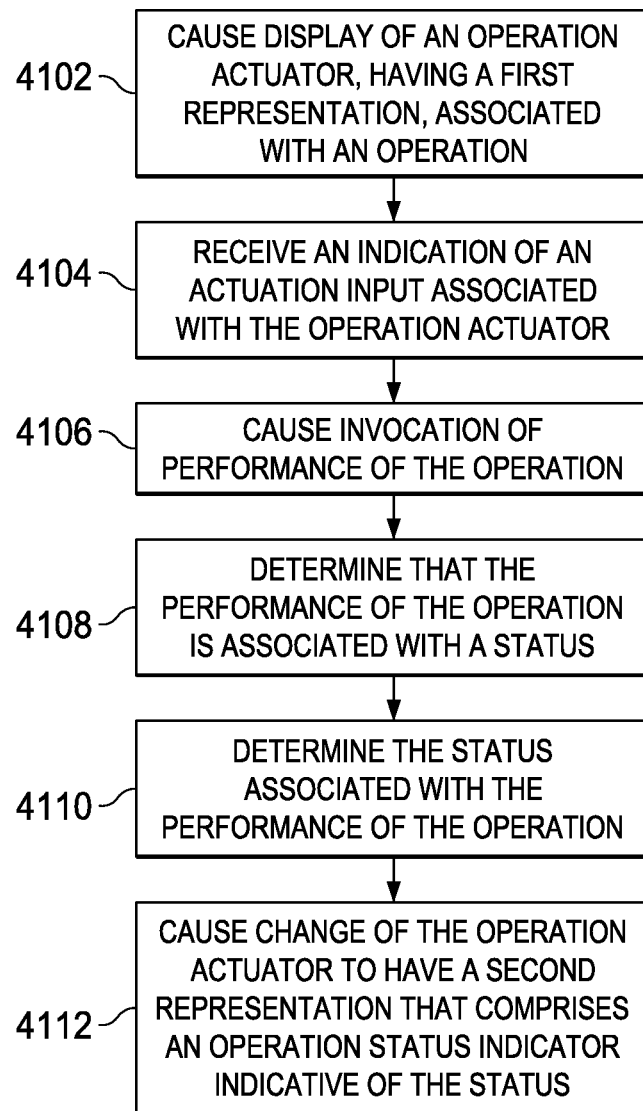 4102
CAUSE DISPLAY OF AN OPERATION
ACTUATOR, HAVING A FIRST
REPRESENTATION, ASSOCIATED
WITH AN OPERATION
4104
RECEIVE AN INDICATION OF AN
ACTUATION INPUT ASSOCIATED
WITH THE OPERATION ACTUATOR
4106
CAUSE INVOCATION OF
PERFORMANCE OF THE OPERATION
4108
DETERMINE THAT THE
PERFORMANCE OF THE OPERATION
IS ASSOCIATED WITH A STATUS
4110
DETERMINE THE STATUS
ASSOCIATED WITH THE
PERFORMANCE OF THE OPERATION
4112
CAUSE CHANGE OF THE OPERATION
ACTUATOR TO HAVE A SECOND
REPRESENTATION THAT COMPRISES
AN OPERATION STATUS INDICATOR
INDICATIVE OF THE STATUS